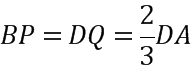 BP = DQ = 2/3 DA